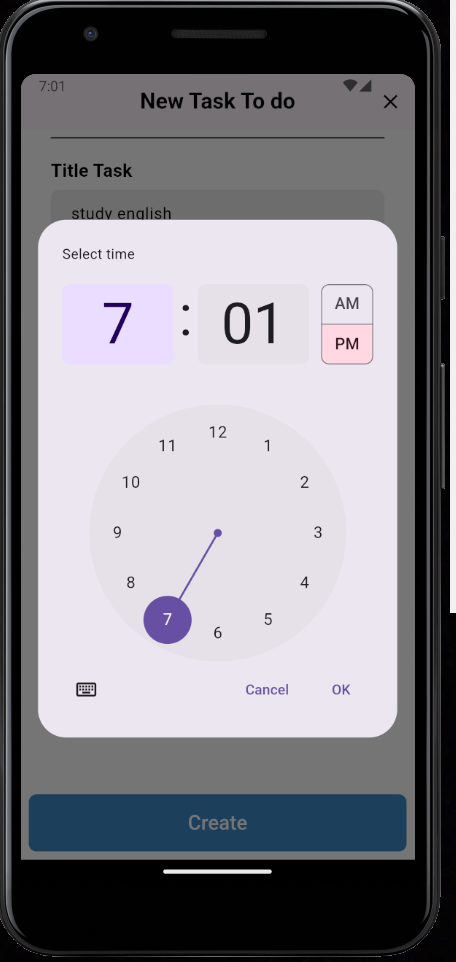 7:01
New Task To do
Title Task
study english
Select time
7 : 01
AM
PM
12
11 1
10 2
9 3
8 4
7 5
6
Cancel OK
Create